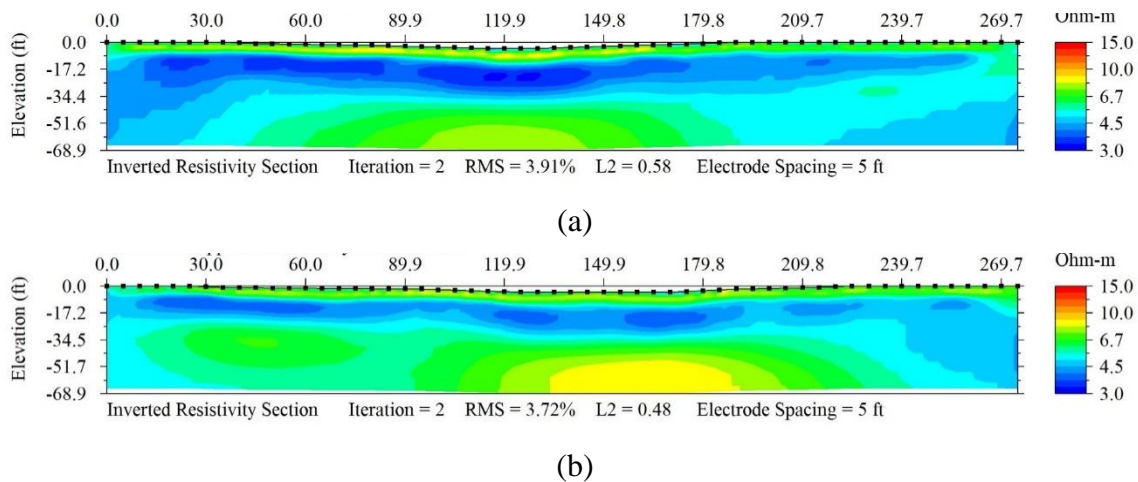 0.0 30.0 60.0 89.9 119.9 149.9 179.8 209.7 239.7 269.7 Ohm-m
Elevation (ft)
0.0
-17.2
-34.4
-51.6
-68.9
15.0
10.0
6.7
4.5
3.0
Inverted Resistivity Section Iteration = 2 RMS = 3.91% L2 = 0.58 Electrode Spacing = 5 ft
(a)
0.0 30.0 60.0 89.9 119.9 149.9 179.8 209.8 239.7 269.7 Ohm-m
Elevation (ft)
0.0
-17.2
-34.5
-51.7
-68.9
15.0
10.0
6.7
4.5
3.0
Inverted Resistivity Section Iteration = 2 RMS = 3.72% L2 = 0.48 Electrode Spacing = 5 ft
(b)